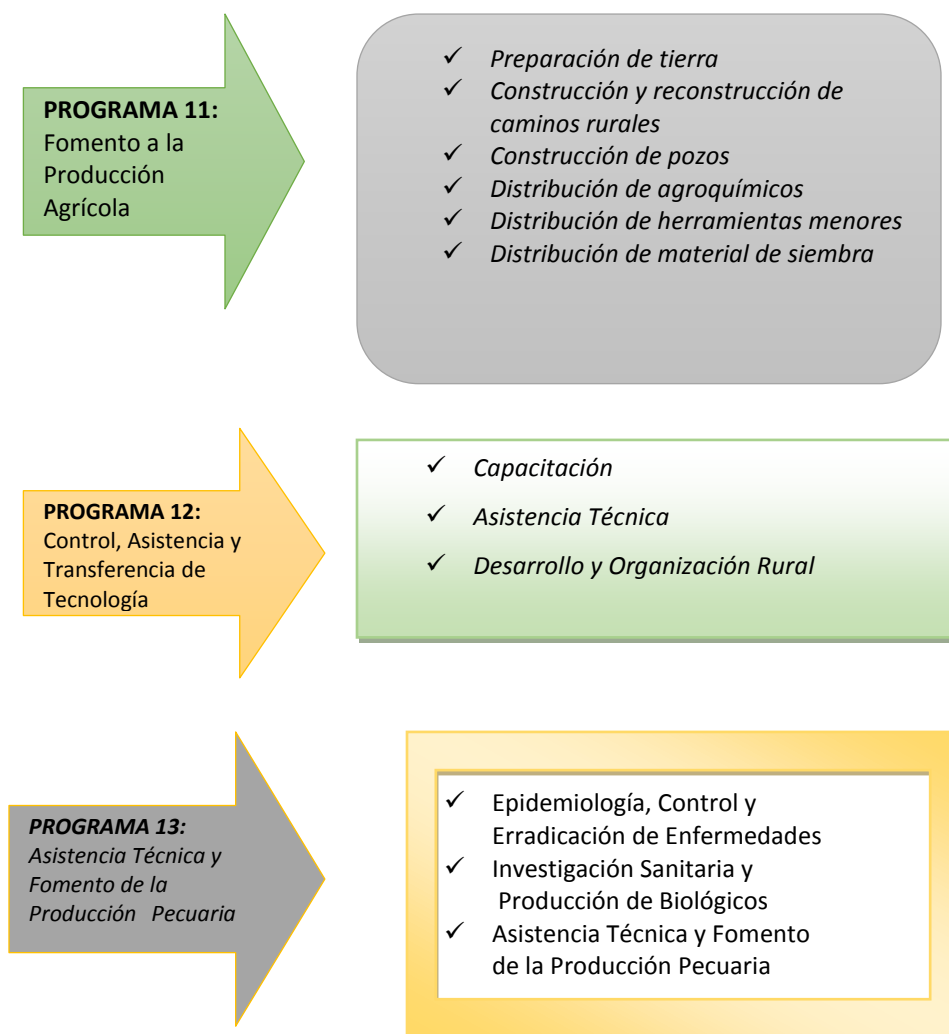 PROGRAMA 11:
Fomento a la
Producción
Agrícola
✓ Preparación de tierra
✓ Construcción y reconstrucción de
caminos rurales
✓ Construcción de pozos
✓ Distribución de agroquímicos
✓ Distribución de herramientas menores
✓ Distribución de material de siembra
PROGRAMA 12:
Control, Asistencia y
Transferencia de
Tecnología
✓ Capacitación
✓ Asistencia Técnica
✓ Desarrollo y Organización Rural
PROGRAMA 13:
Asistencia Técnica y
Fomento de la
Producción Pecuaria
✓ Epidemiología, Control y
Erradicación de Enfermedades
✓ Investigación Sanitaria y
Producción de Biológicos
✓ Asistencia Técnica y Fomento
de la Producción Pecuaria